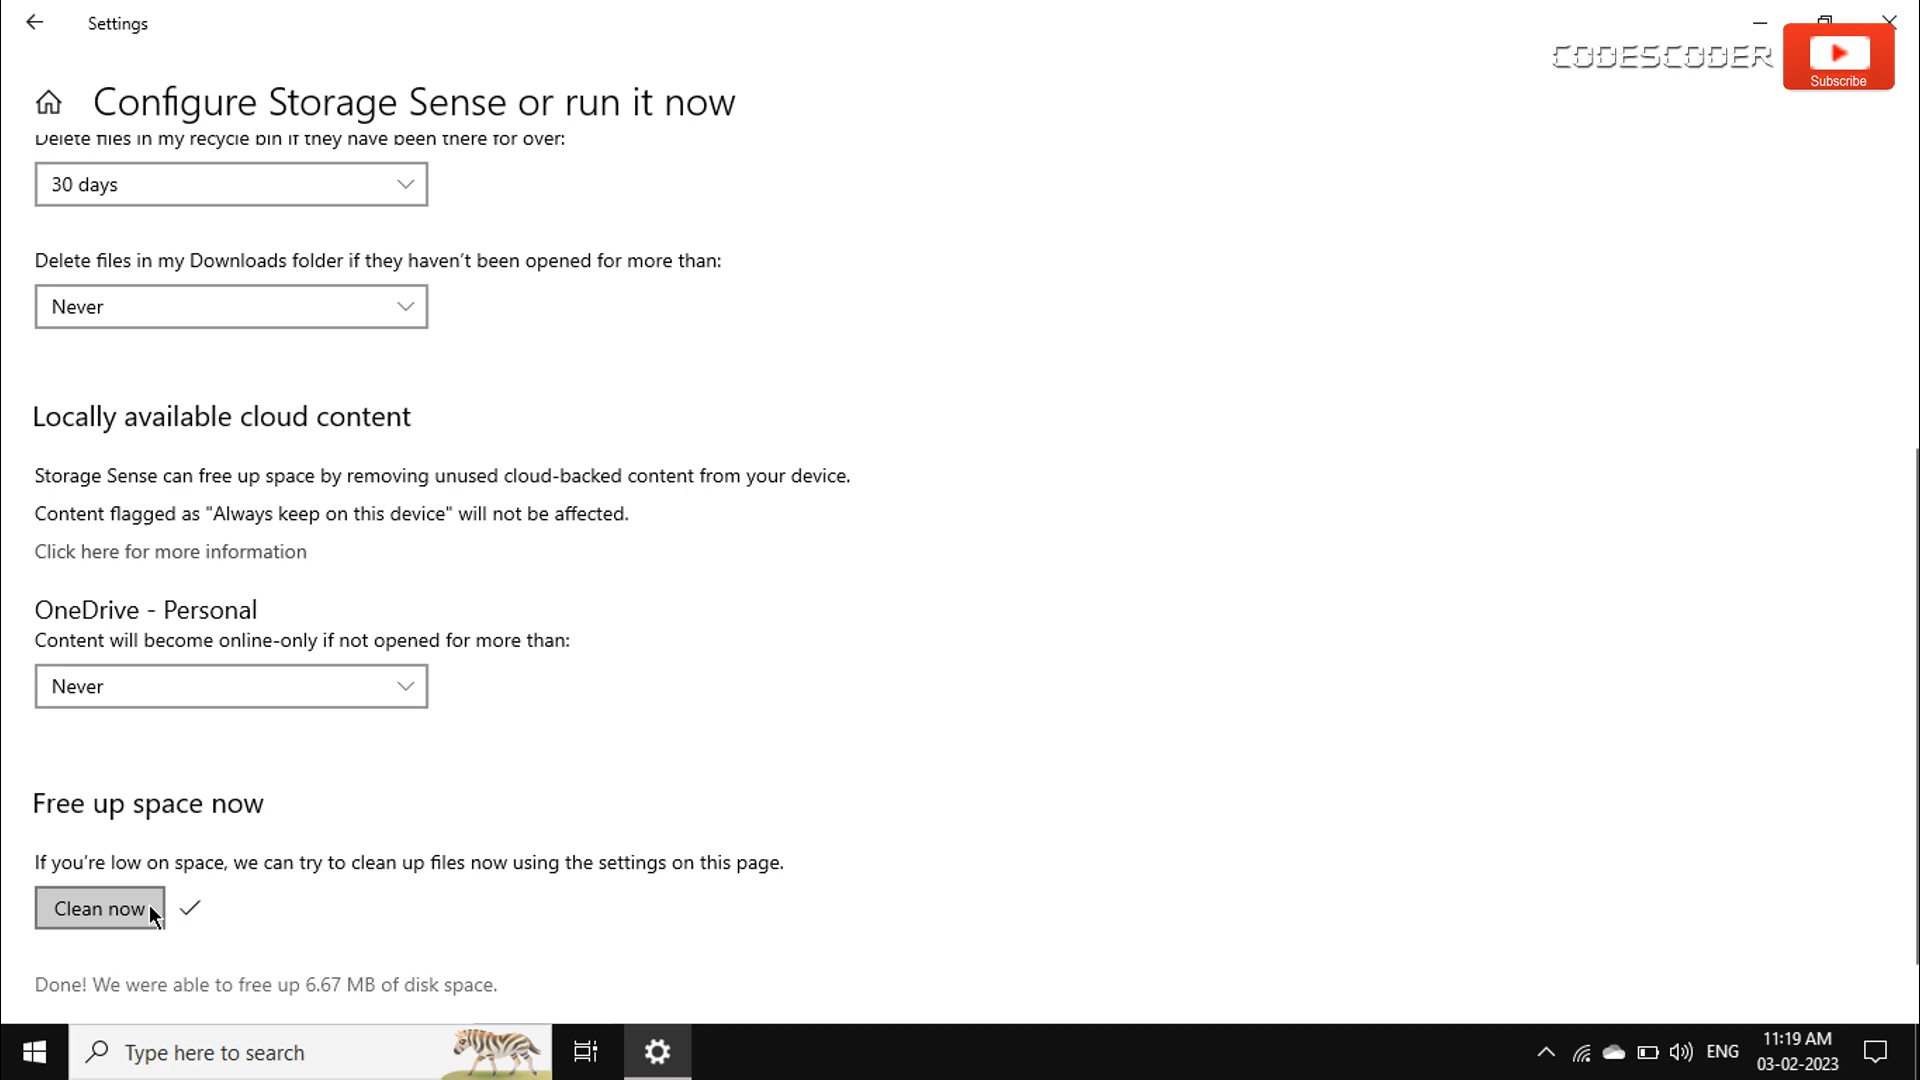 Settings
CODESCODER
Subscribe
Configure Storage Sense or run it now
Delete files in my recycle bin if they have been there for over:
30 days
Delete files in my Downloads folder if they haven't been opened for more than:
Never
Locally available cloud content
Storage Sense can free up space by removing unused cloud-backed content from your device.
Content flagged as "Always keep on this device" will not be affected.
Click here for more information
OneDrive - Personal
Content will become online-only if not opened for more than:
Never
Free up space now
If you're low on space, we can try to clean up files now using the settings on this page.
Clean now
Done! We were able to free up 6.67 MB of disk space.
Type here to search
ENG
11:19 AM
03-02-2023